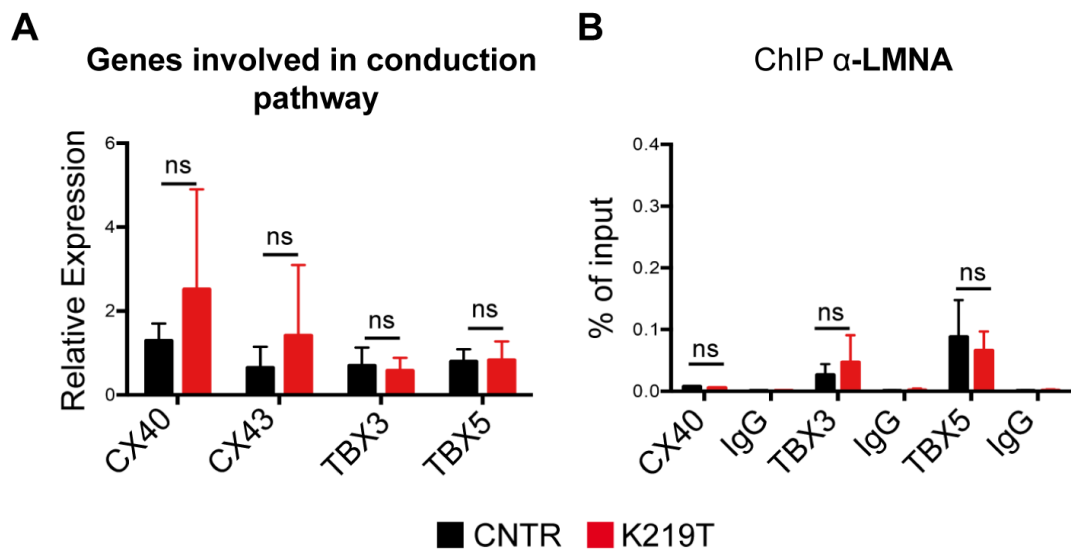 A
Genes involved in conduction
pathway
Relative Expression
6
4
2
0
ns
ns
ns
ns
CX40
CX43
TBX3
TBX5
B
ChIP α-LMNA
% of input
0.4
0.3
0.2
0.1
0.0
ns
ns
ns
CX40
IgG
TBX3
IgG
TBX5
IgG
CNTR
K219T